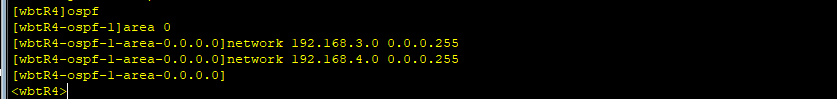 [wbtR4]ospf
[wbtR4-ospf-1]area 0
[wbtR4-ospf-1-area-0.0.0.0]network 192.168.3.0 0.0.0.255
[wbtR4-ospf-1-area-0.0.0.0]network 192.168.4.0 0.0.0.255
[wbtR4-ospf-1-area-0.0.0.0]
<wbtR4>